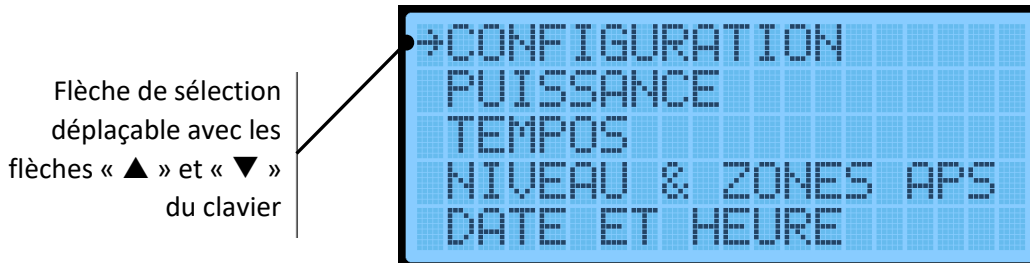 Flèche de sélection
déplaçable avec les
flèches « ▲ » et « ▼ »
du clavier
→CONFIGURATION
PUISSANCE
TEMPOS
NIVEAU & ZONES APS
DATE ET HEURE